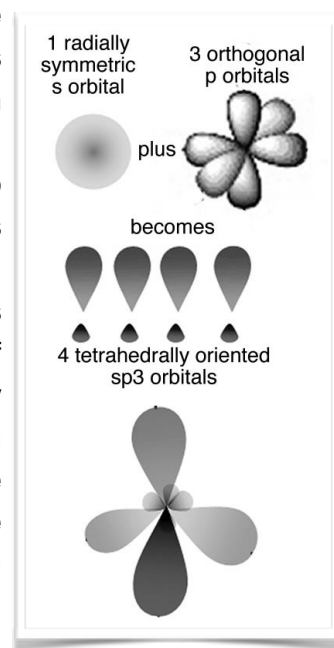 1 radially
symmetric
s orbital
3 orthogonal
p orbitals
plus
becomes
4 tetrahedrally oriented
sp3 orbitals